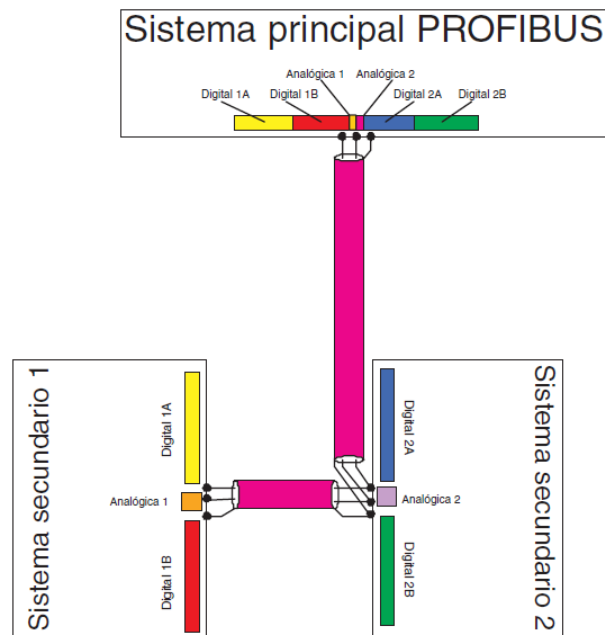 Sistema principal PROFIBUS
Analógica 1
Analógica 2
Digital 1A
Digital 1B
Digital 2A
Digital 2B
Sistema secundario 1
Digital 1A
Analógica 1
Digital 1B
Digital 2A
Analógica 2
Digital 2B
Sistema secundario 2